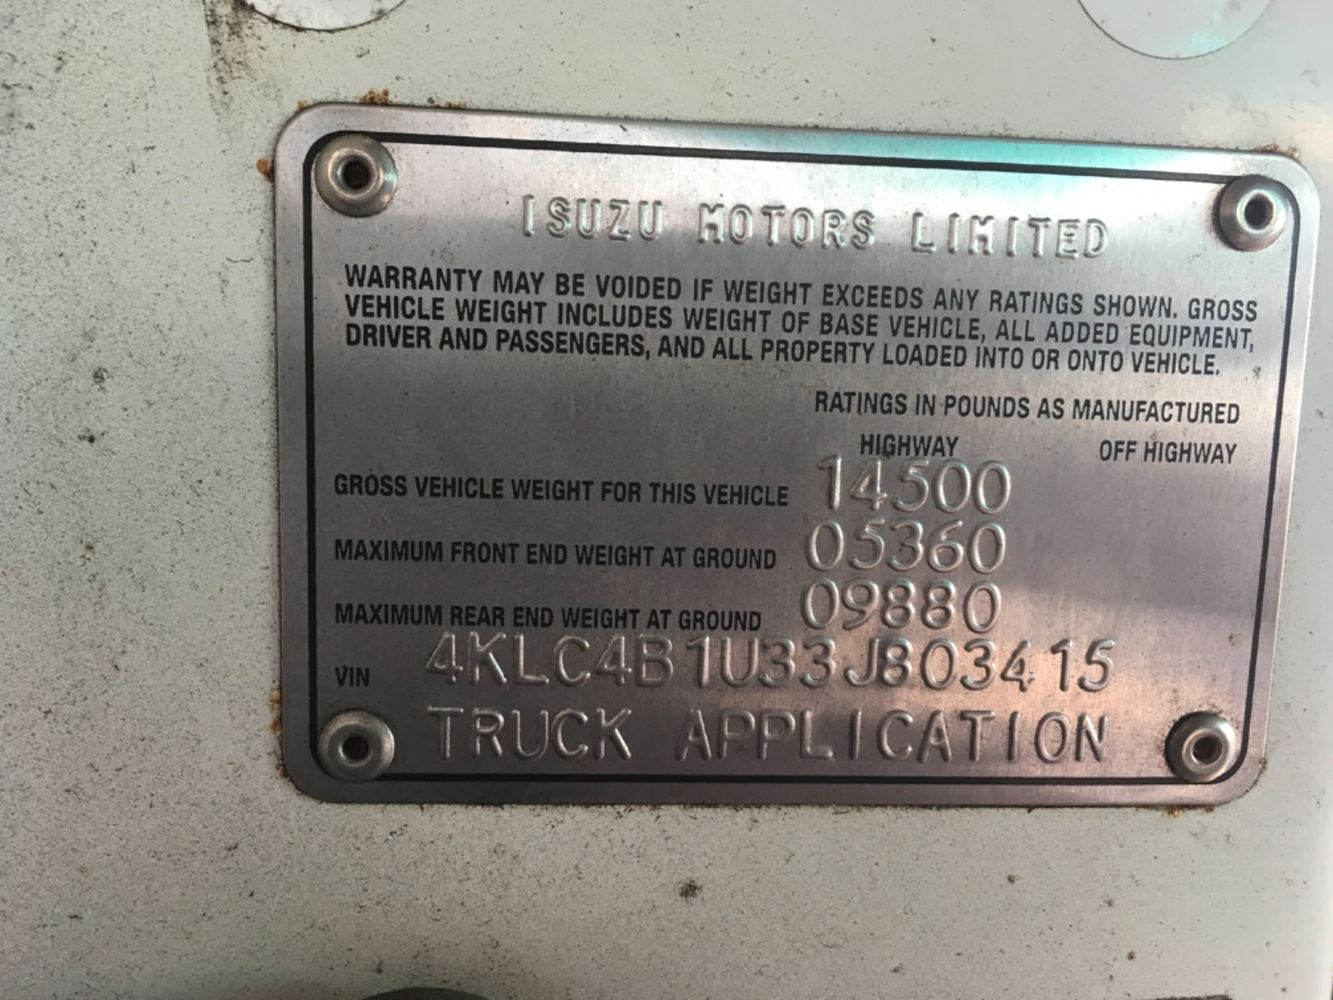 ISUZU MOTORS LIMITED
WARRANTY MAY BE VOIDED IF WEIGHT EXCEEDS ANY RATINGS SHOWN. GROSS
VEHICLE WEIGHT INCLUDES WEIGHT OF BASE VEHICLE, ALL ADDED EQUIPMENT,
DRIVER AND PASSENGERS, AND ALL PROPERTY LOADED INTO OR ONTO VEHICLE.
RATINGS IN POUNDS AS MANUFACTURED
HIGHWAY OFF HIGHWAY
GROSS VEHICLE WEIGHT FOR THIS VEHICLE 14500
MAXIMUM FRONT END WEIGHT AT GROUND 05360
MAXIMUM REAR END WEIGHT AT GROUND 09880
VIN 4KLC4B1U33J803415
TRUCK APPLICATION